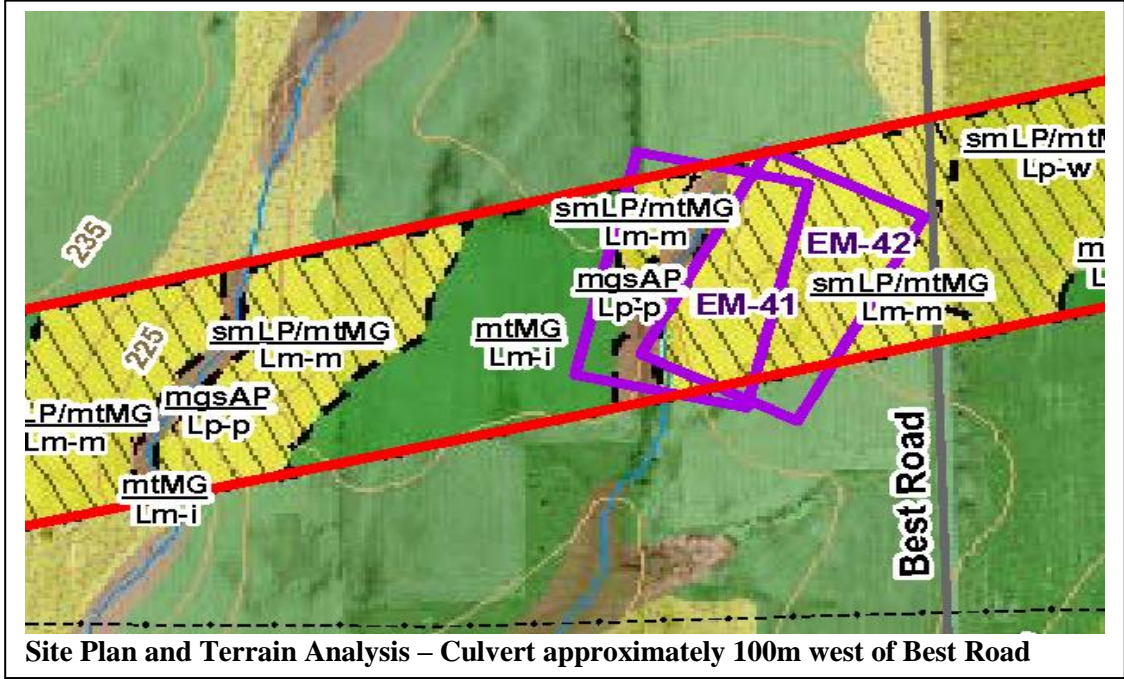 smLP/mtM
Lp-w
235
smLP/mtMG
Lm-m
EM-42
mgsAP
Lp-p
EM-41
smLP/mtMG
Lm-m
m
L
225
smLP/mtMG
Lm-m
mtMG
Lm-i
LP/mtMG
Lm-m
mgsAP
Lp-p
mtMG
Lm-i
Best Road
Site Plan and Terrain Analysis – Culvert approximately 100m west of Best Road